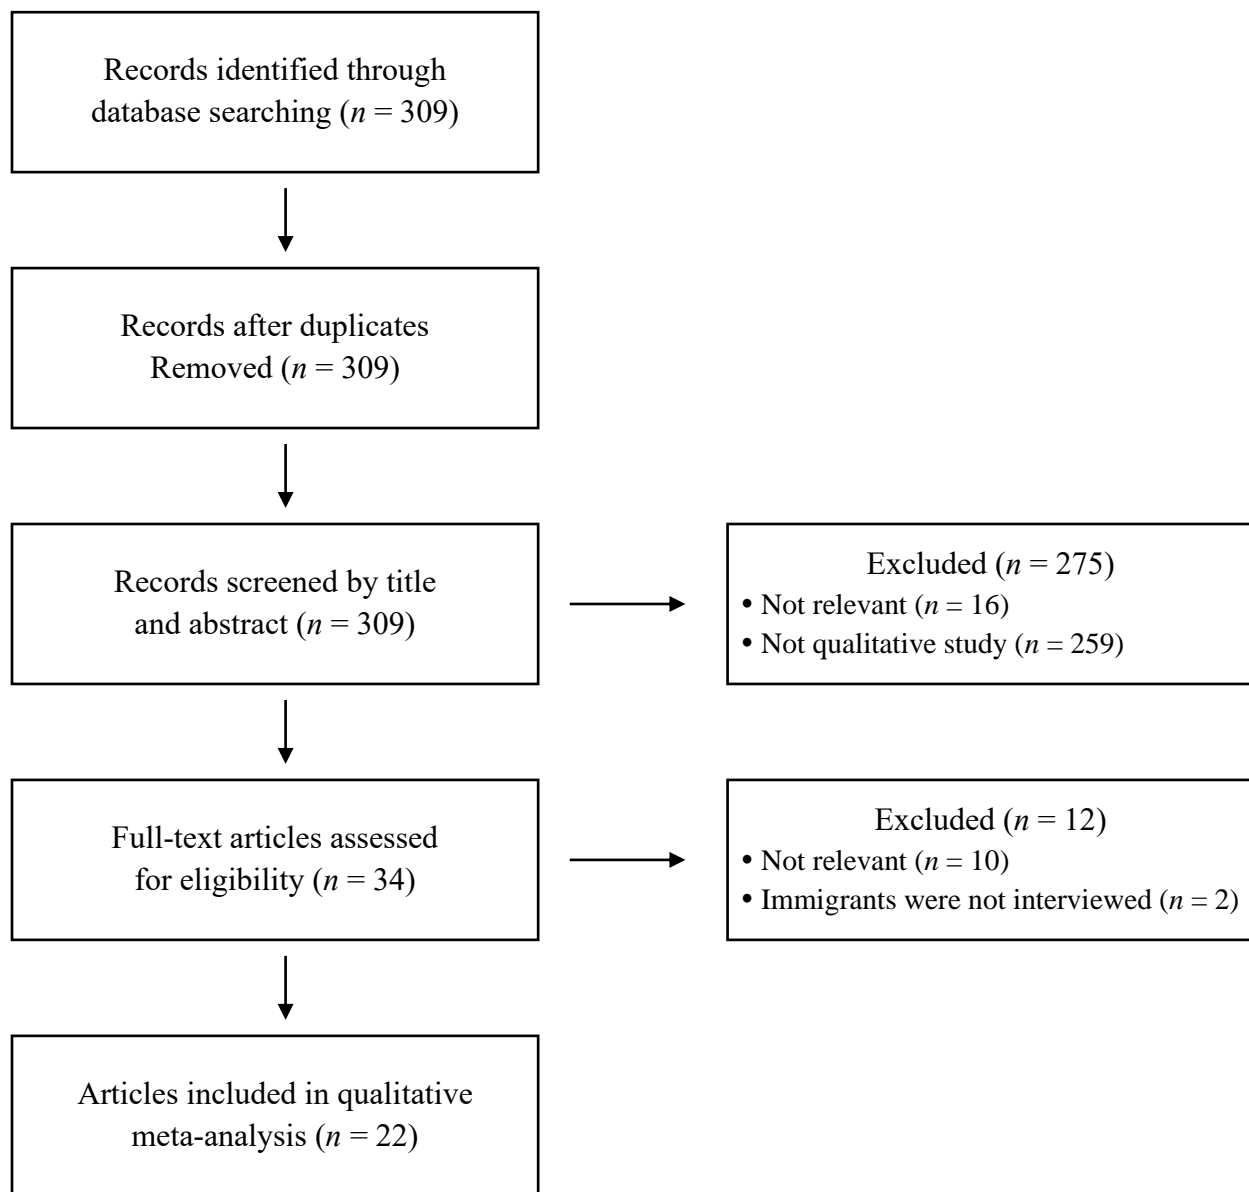 Records identified through
database searching (n = 309)
Records after duplicates
Removed (n = 309)
Records screened by title
and abstract (n = 309)
Excluded (n = 275)
• Not relevant (n = 16)
• Not qualitative study (n = 259)
Full-text articles assessed
for eligibility (n = 34)
Excluded (n = 12)
• Not relevant (n = 10)
• Immigrants were not interviewed (n = 2)
Articles included in qualitative
meta-analysis (n = 22)